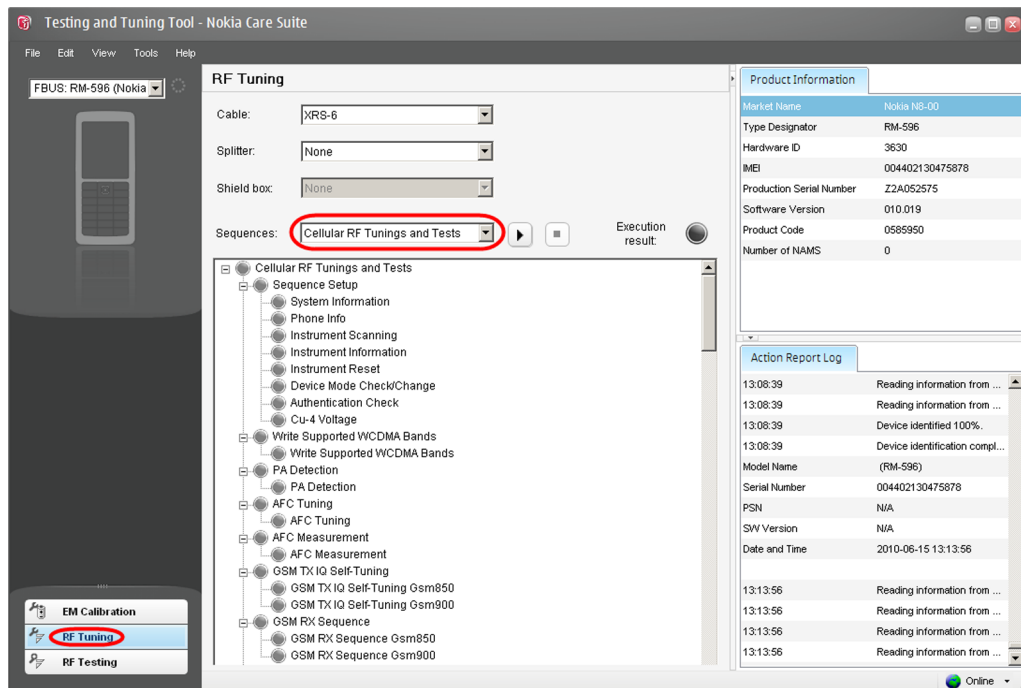 Testing and Tuning Tool - Nokia Care Suite
File Edit View Tools Help
FBUS: RM-596 (Nokia
RF Tuning
Cable: XRS-6
Splitter: None
Shield box: None
Sequences: Cellular RF Tunings and Tests
Execution
result:
Cellular RF Tunings and Tests
Sequence Setup
System Information
Phone Info
Instrument Scanning
Instrument Information
Instrument Reset
Device Mode Check/Change
Authentication Check
Cu-4 Voltage
Write Supported WCDMA Bands
Write Supported WCDMA Bands
PA Detection
PA Detection
AFC Tuning
AFC Tuning
AFC Measurement
AFC Measurement
GSM TX IQ Self-Tuning
GSM TX IQ Self-Tuning Gsm850
GSM TX IQ Self-Tuning Gsm900
GSM RX Sequence
GSM RX Sequence Gsm850
GSM RX Sequence Gsm900
EM Calibration
RF Tuning
RF Testing
Product Information
Market Name Nokia N8-00
Type Designator RM-596
Hardware ID 3630
IMEI 004402130475878
Production Serial Number Z2A052575
Software Version 010.019
Product Code 0585950
Number of NAMS 0
Action Report Log
13:08:39 Reading information from ...
13:08:39 Reading information from ...
13:08:39 Device identified 100%.
13:08:39 Device identification compl...
Model Name (RM-596)
Serial Number 004402130475878
PSN N/A
SW Version N/A
Date and Time 2010-06-15 13:13:56
13:13:56 Reading information from ...
13:13:56 Reading information from ...
13:13:56 Reading information from ...
13:13:56 Reading information from ...
Online